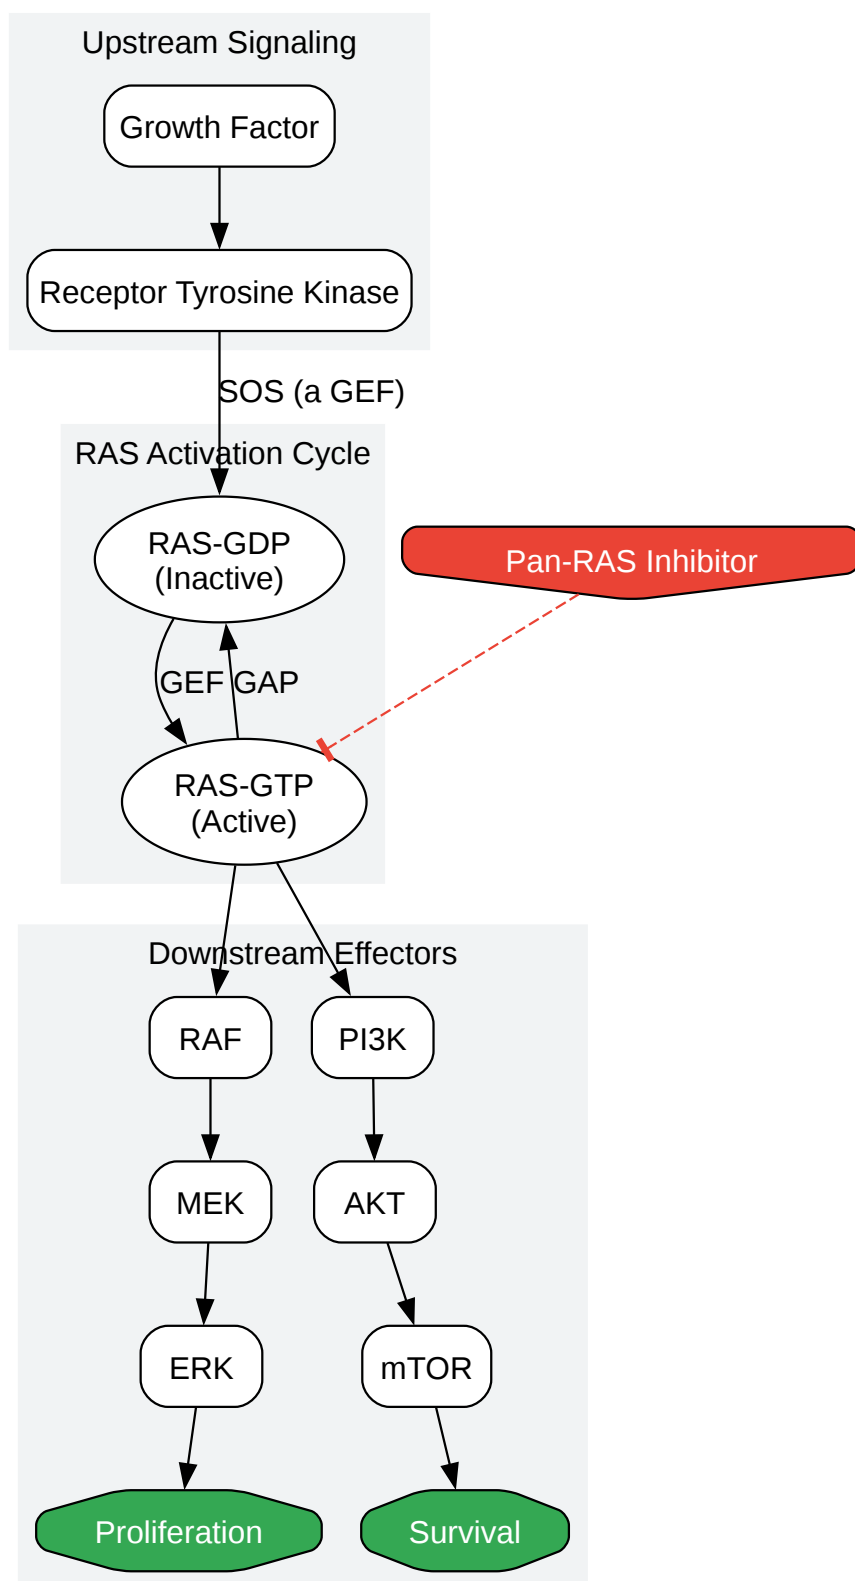 Upstream Signaling
Growth Factor
Receptor Tyrosine Kinase
SOS (a GEF)
RAS Activation Cycle
RAS-GDP
(Inactive)
Pan-RAS Inhibitor
GEF
GAP
RAS-GTP
(Active)
Downstream Effectors
RAF
PI3K
MEK
AKT
ERK
mTOR
Proliferation
Survival